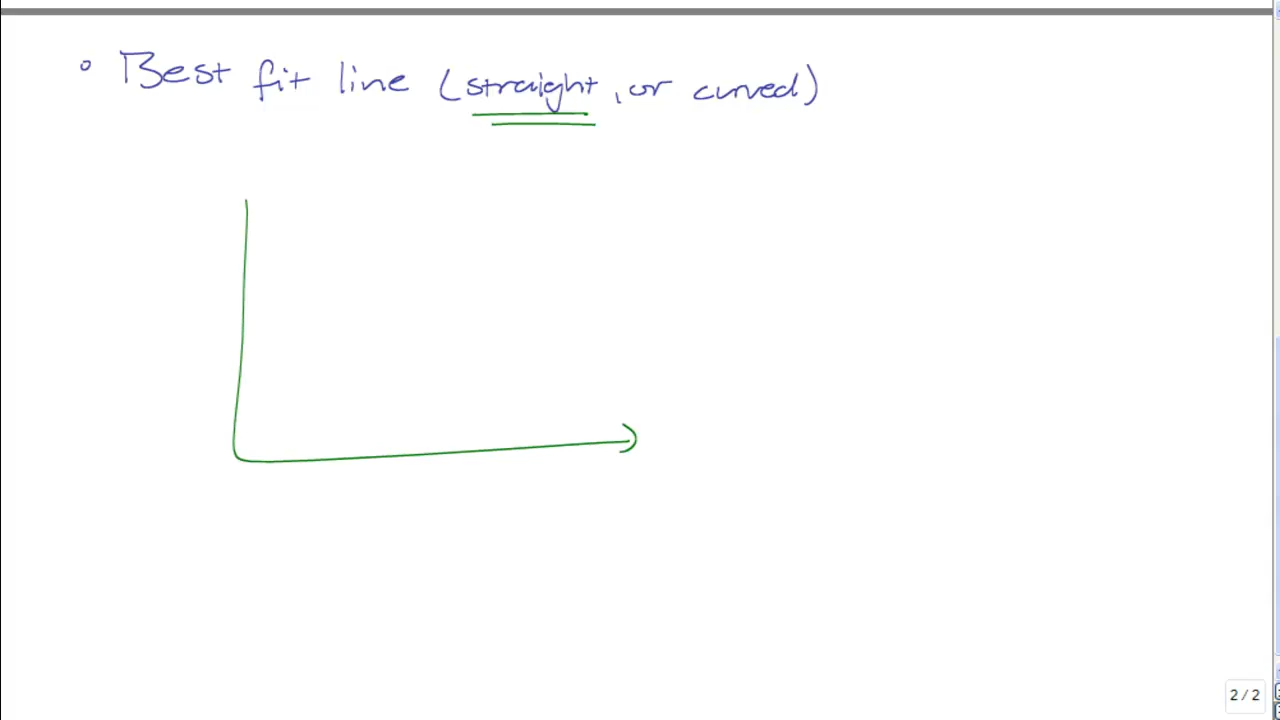 • Best fit line (straight, or curved)
2 / 2